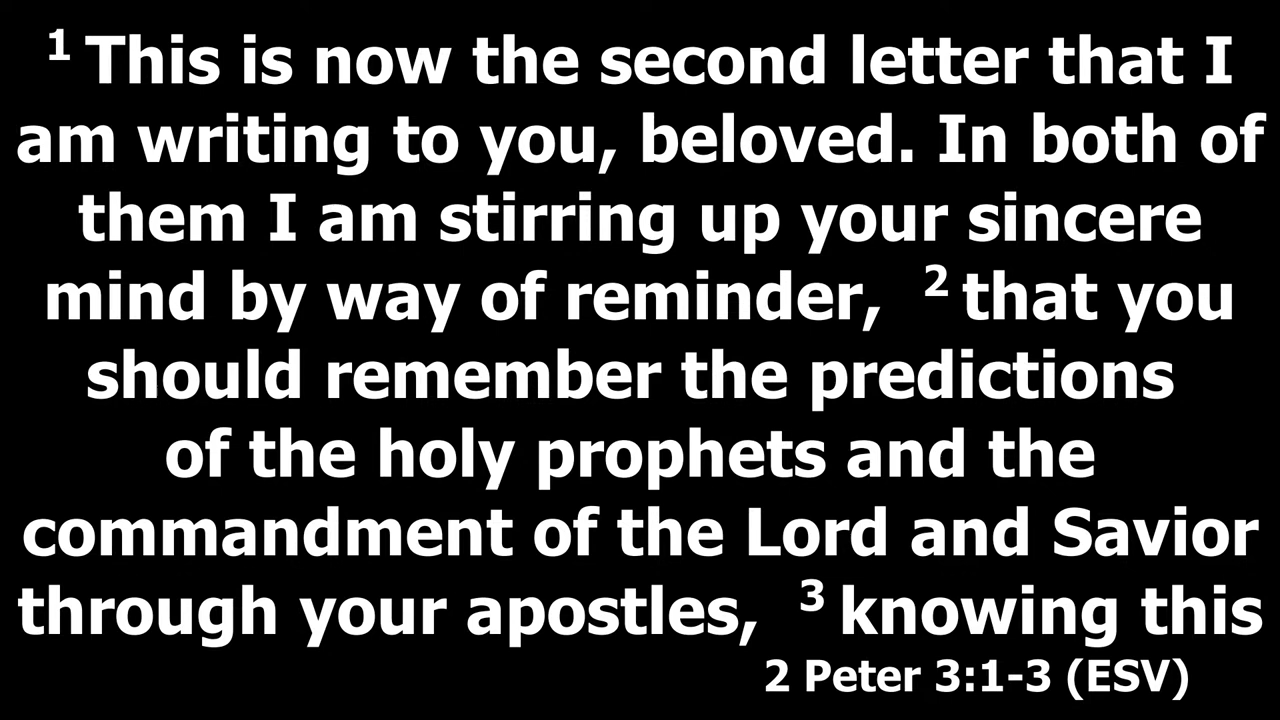 1 This is now the second letter that I
am writing to you, beloved. In both of
them I am stirring up your sincere
mind by way of reminder, 2 that you
should remember the predictions
of the holy prophets and the
commandment of the Lord and Savior
through your apostles, 3 knowing this
2 Peter 3:1-3 (ESV)